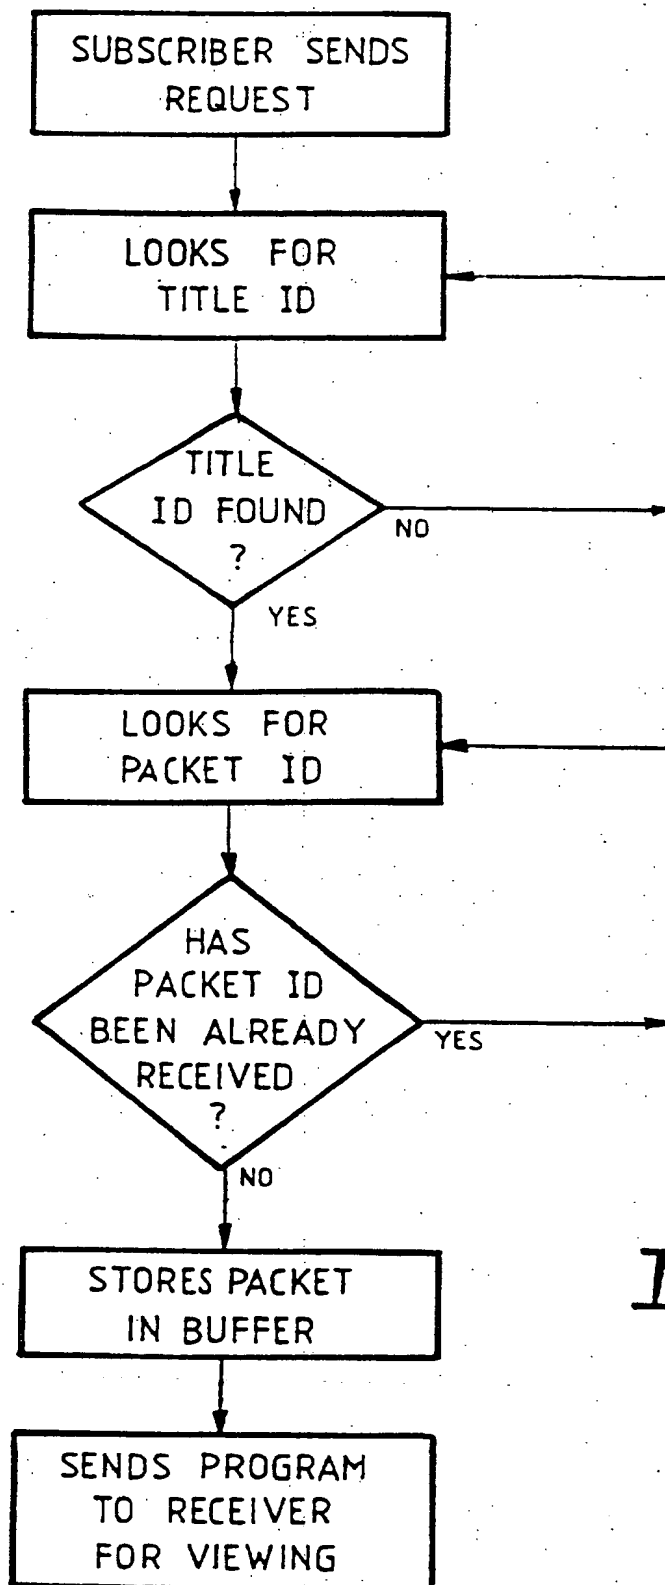 SUBSCRIBER SENDS
REQUEST
LOOKS FOR
TITLE ID
TITLE
ID FOUND
?
NO
YES
LOOKS FOR
PACKET ID
HAS
PACKET ID
BEEN ALREADY
RECEIVED
?
YES
NO
STORES PACKET
IN BUFFER
SENDS PROGRAM
TO RECEIVER
FOR VIEWING